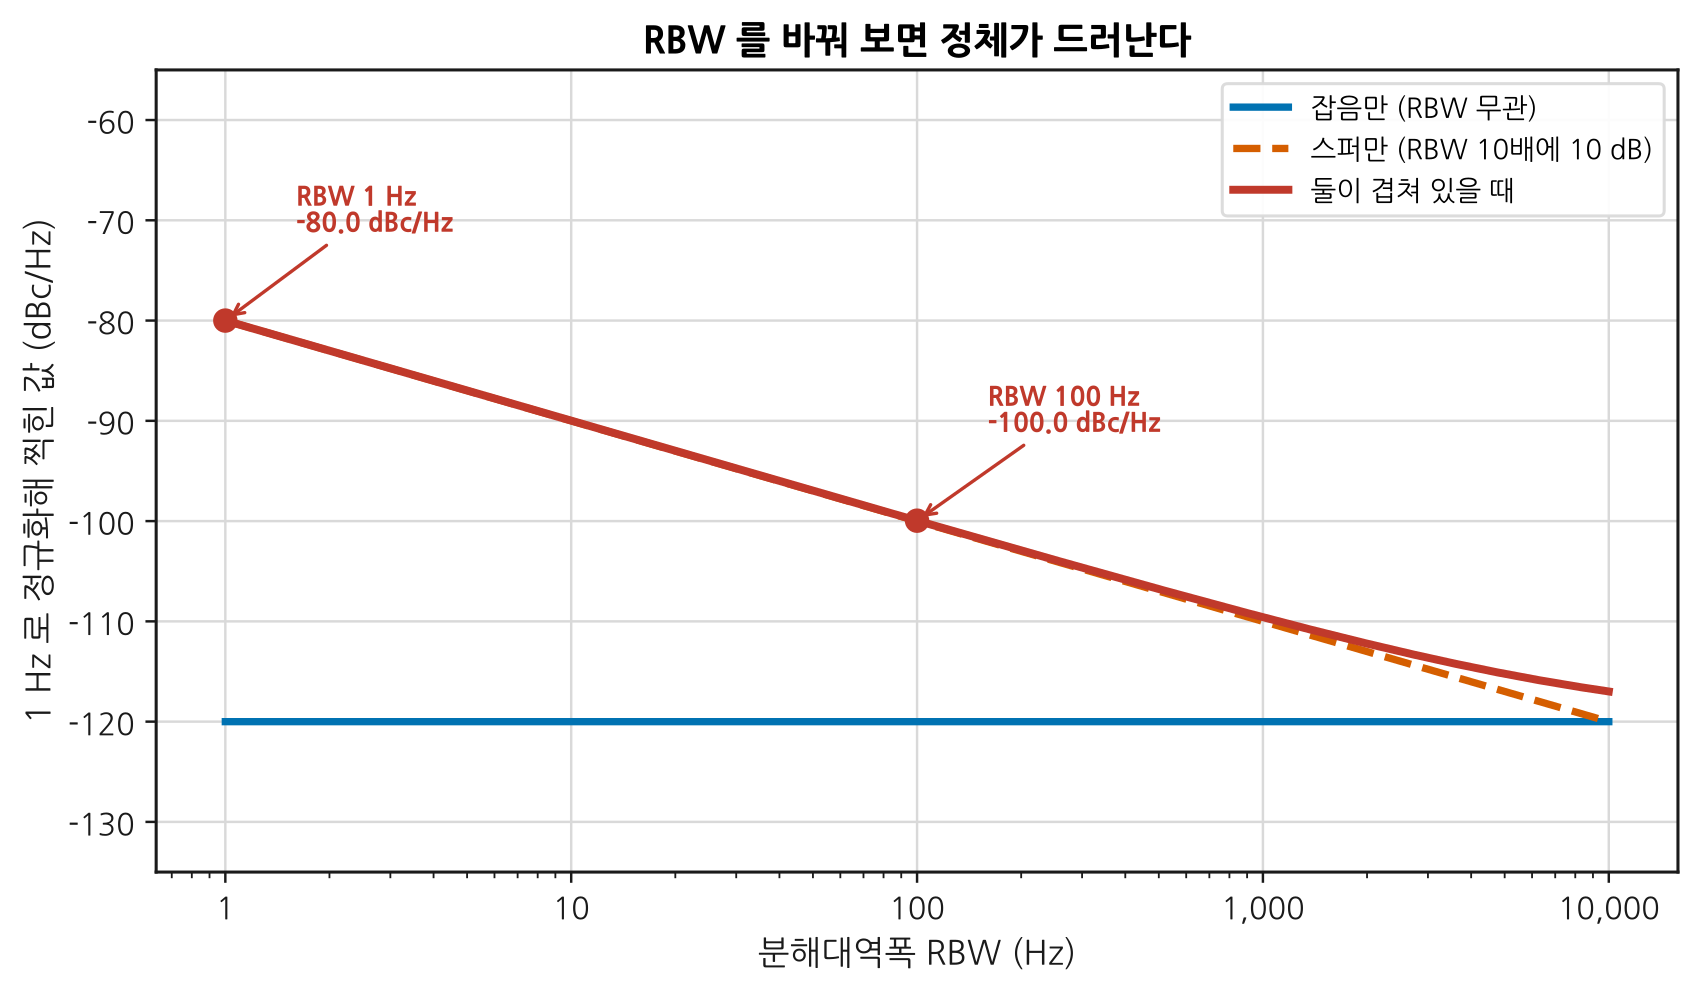 RBW 를 바꿔 보면 정체가 드러난다
잡음만 (RBW 무관)
스퍼만 (RBW 10배에 10 dB)
둘이 겹쳐 있을 때
RBW 1 Hz
-80.0 dBc/Hz
RBW 100 Hz
-100.0 dBc/Hz
1 Hz 로 정규화해 찍힌 값 (dBc/Hz)
-60
-70
-80
-90
-100
-110
-120
-130
1
10
100
1,000
10,000
분해대역폭 RBW (Hz)